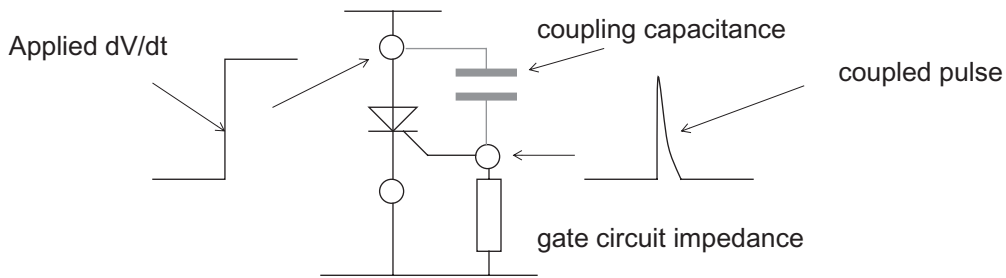 Applied dV/dt
coupling capacitance
coupled pulse
gate circuit impedance